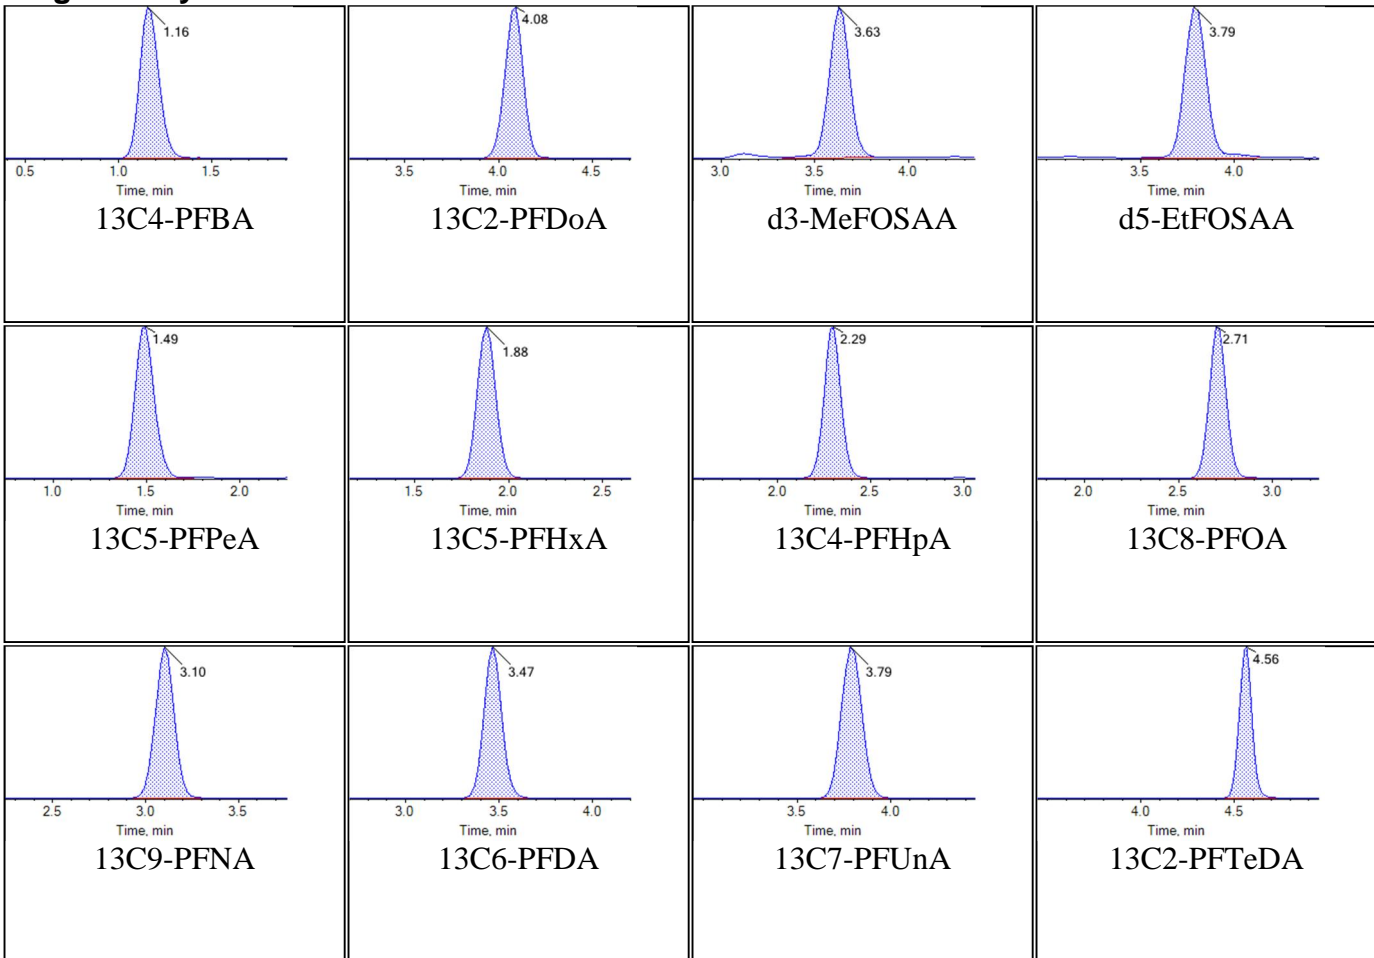 1.16
0.5 1.0 1.5
Time, min
13C4-PFBA
4.08
3.5 4.0 4.5
Time, min
13C2-PFDoA
3.63
3.0 3.5 4.0
Time, min
d3-MeFOSAA
3.79
3.5 4.0
Time, min
d5-EtFOSAA
1.49
1.0 1.5 2.0
Time, min
13C5-PFPeA
1.88
1.5 2.0 2.5
Time, min
13C5-PFHxA
2.29
2.0 2.5 3.0
Time, min
13C4-PFHpA
2.71
2.0 2.5 3.0
Time, min
13C8-PFOA
3.10
2.5 3.0 3.5
Time, min
13C9-PFNA
3.47
3.0 3.5 4.0
Time, min
13C6-PFDA
3.79
3.5 4.0
Time, min
13C7-PFUnA
4.56
4.0 4.5
Time, min
13C2-PFTeDA